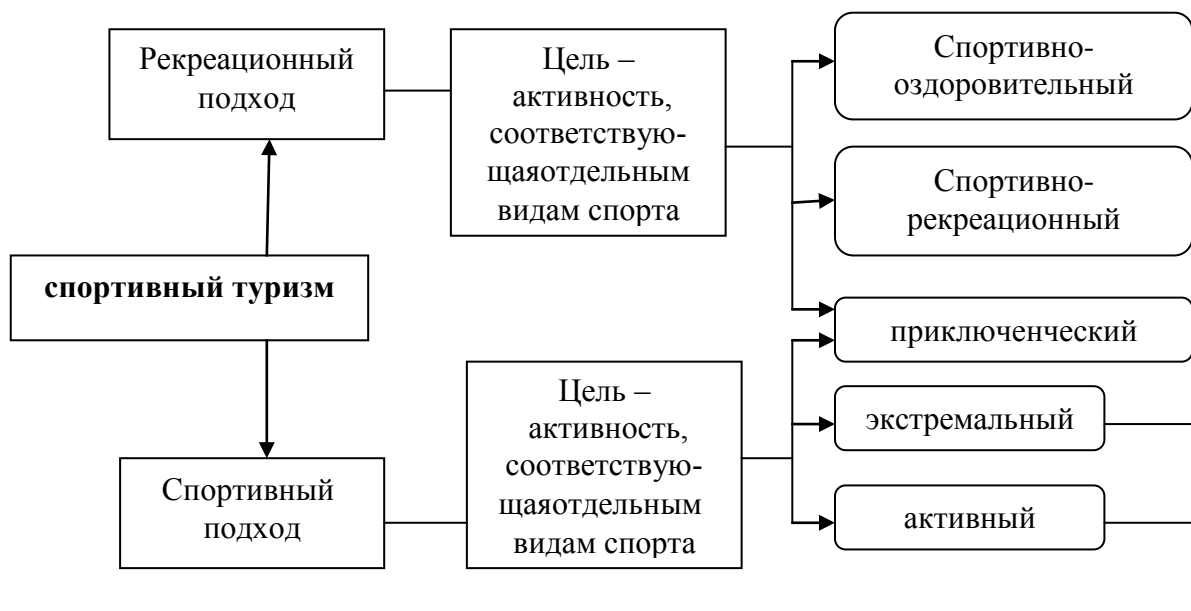 Рекреационный
подход
Цель –
активность,
соответствую-
щаяотдельным
видам спорта
Спортивно-
оздоровительный
Спортивно-
рекреационный
спортивный туризм
приключенческий
Спортивный
подход
Цель –
активность,
соответствую-
щаяотдельным
видам спорта
экстремальный
активный